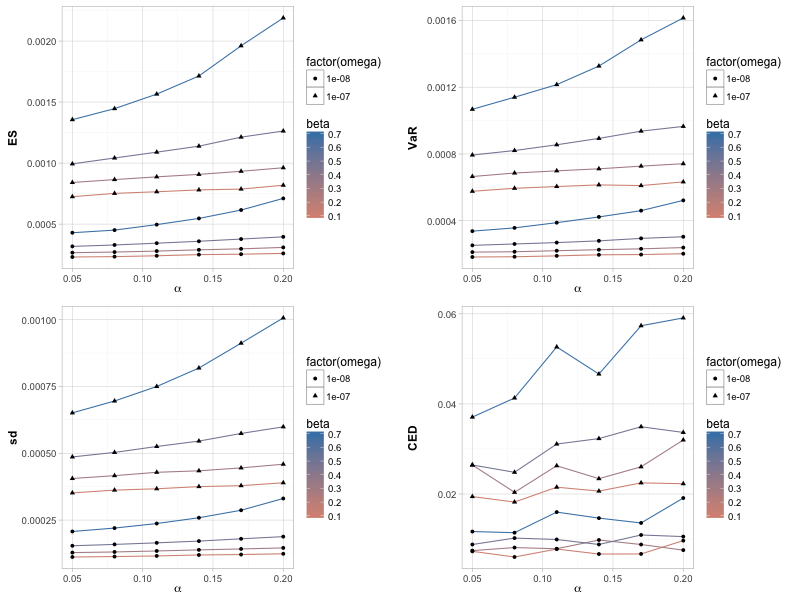 ES
0.0020
0.0015
0.0010
0.0005
0.05 0.10 0.15 0.20
α
factor(omega)
1e-08
1e-07
beta
0.7
0.6
0.5
0.4
0.3
0.2
0.1
VaR
0.0016
0.0012
0.0008
0.0004
0.05 0.10 0.15 0.20
α
factor(omega)
1e-08
1e-07
beta
0.7
0.6
0.5
0.4
0.3
0.2
0.1
sd
0.00100
0.00075
0.00050
0.00025
0.05 0.10 0.15 0.20
α
factor(omega)
1e-08
1e-07
beta
0.7
0.6
0.5
0.4
0.3
0.2
0.1
CED
0.06
0.04
0.02
0.05 0.10 0.15 0.20
α
factor(omega)
1e-08
1e-07
beta
0.7
0.6
0.5
0.4
0.3
0.2
0.1